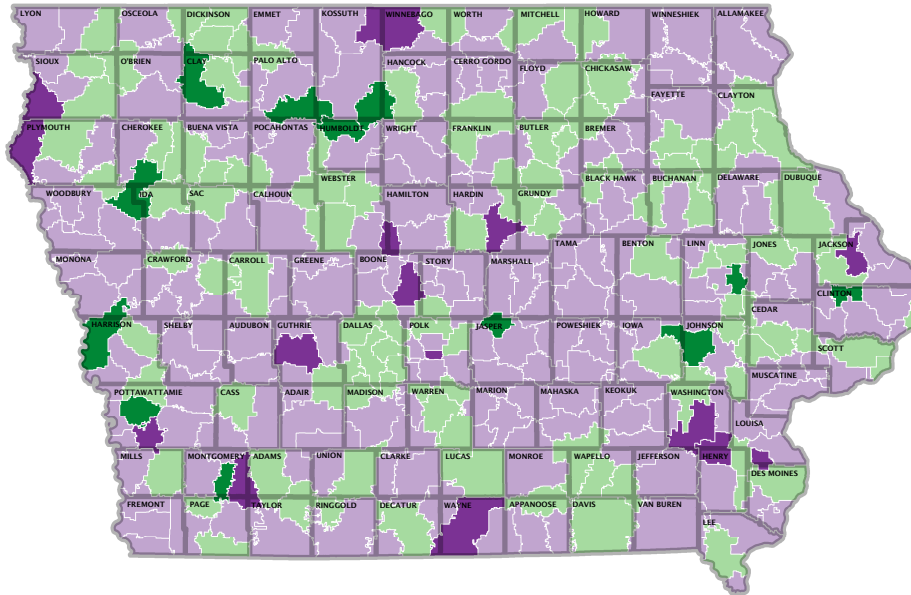 LYON OSCEOLA DICKINSON EMMET KOSSUTH WINNEBAGO WORTH MITCHELL HOWARD WINNESHIEK ALLAMAKEE
SIOUX O'BRIEN CLAY PALO ALTO HANCOCK CERRO GORDO FLOYD CHICKASAW
FAYETTE CLAYTON
PLYMOUTH CHEROKEE BUENA VISTA POCAHONTAS HUMBOLDT WRIGHT FRANKLIN BUTLER BREMER
WOODBURY IDA SAC CALHOUN WEBSTER HAMILTON HARDIN GRUNDY BLACK HAWK BUCHANAN DELAWARE DUBUQUE
MONONA CRAWFORD CARROLL GREENE BOONE STORY MARSHALL TAMA BENTON LINN JONES JACKSON
CLINTON
CEDAR
HARRISON SHELBY AUDUBON GUTHRIE DALLAS POLK JASPER POWESHIEK IOWA JOHNSON
SCOTT
MUSCATINE
POTTAWATTAMIE CASS ADAIR MADISON WARREN MARION MAHASKA KEOKUK WASHINGTON
LOUISA
MILLS MONTGOMERY ADAMS UNION CLARKE LUCAS MONROE WAPELLO JEFFERSON HENRY
DES MOINES
FREMONT PAGE TAYLOR RINGGOLD DECATUR WAYNE APPANOOSE DAVIS VAN BUREN
LEE